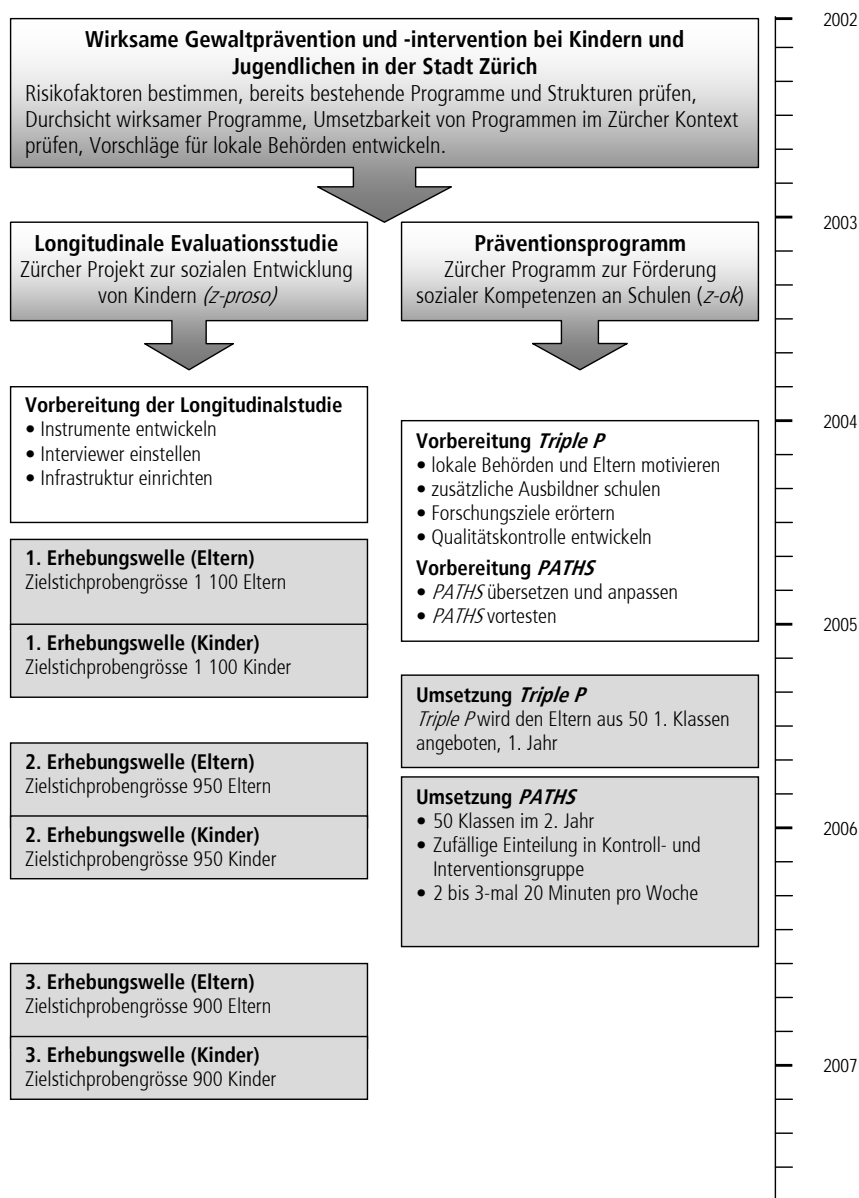 Wirksame Gewaltprävention und -intervention bei Kindern und
Jugendlichen in der Stadt Zürich
Risikofaktoren bestimmen, bereits bestehende Programme und Strukturen prüfen,
Durchsicht wirksamer Programme, Umsetzbarkeit von Programmen im Zürcher Kontext
prüfen, Vorschläge für lokale Behörden entwickeln.
Longitudinale Evaluationsstudie
Zürcher Projekt zur sozialen Entwicklung
von Kindern (z-proso)
Präventionsprogramm
Zürcher Programm zur Förderung
sozialer Kompetenzen an Schulen (z-ok)
Vorbereitung der Longitudinalstudie
• Instrumente entwickeln
• Interviewer einstellen
• Infrastruktur einrichten
1. Erhebungswelle (Eltern)
Zielstichprobengrösse 1 100 Eltern
1. Erhebungswelle (Kinder)
Zielstichprobengrösse 1 100 Kinder
2. Erhebungswelle (Eltern)
Zielstichprobengrösse 950 Eltern
2. Erhebungswelle (Kinder)
Zielstichprobengrösse 950 Kinder
3. Erhebungswelle (Eltern)
Zielstichprobengrösse 900 Eltern
3. Erhebungswelle (Kinder)
Zielstichprobengrösse 900 Kinder
Vorbereitung Triple P
• lokale Behörden und Eltern motivieren
• zusätzliche Ausbildner schulen
• Forschungsziele erörtern
• Qualitätskontrolle entwickeln
Vorbereitung PATHS
• PATHS übersetzen und anpassen
• PATHS vortesten
Umsetzung Triple P
Triple P wird den Eltern aus 50 1. Klassen
angeboten, 1. Jahr
Umsetzung PATHS
• 50 Klassen im 2. Jahr
• Zufällige Einteilung in Kontroll- und
Interventionsgruppe
• 2 bis 3-mal 20 Minuten pro Woche
2002
2003
2004
2005
2006
2007